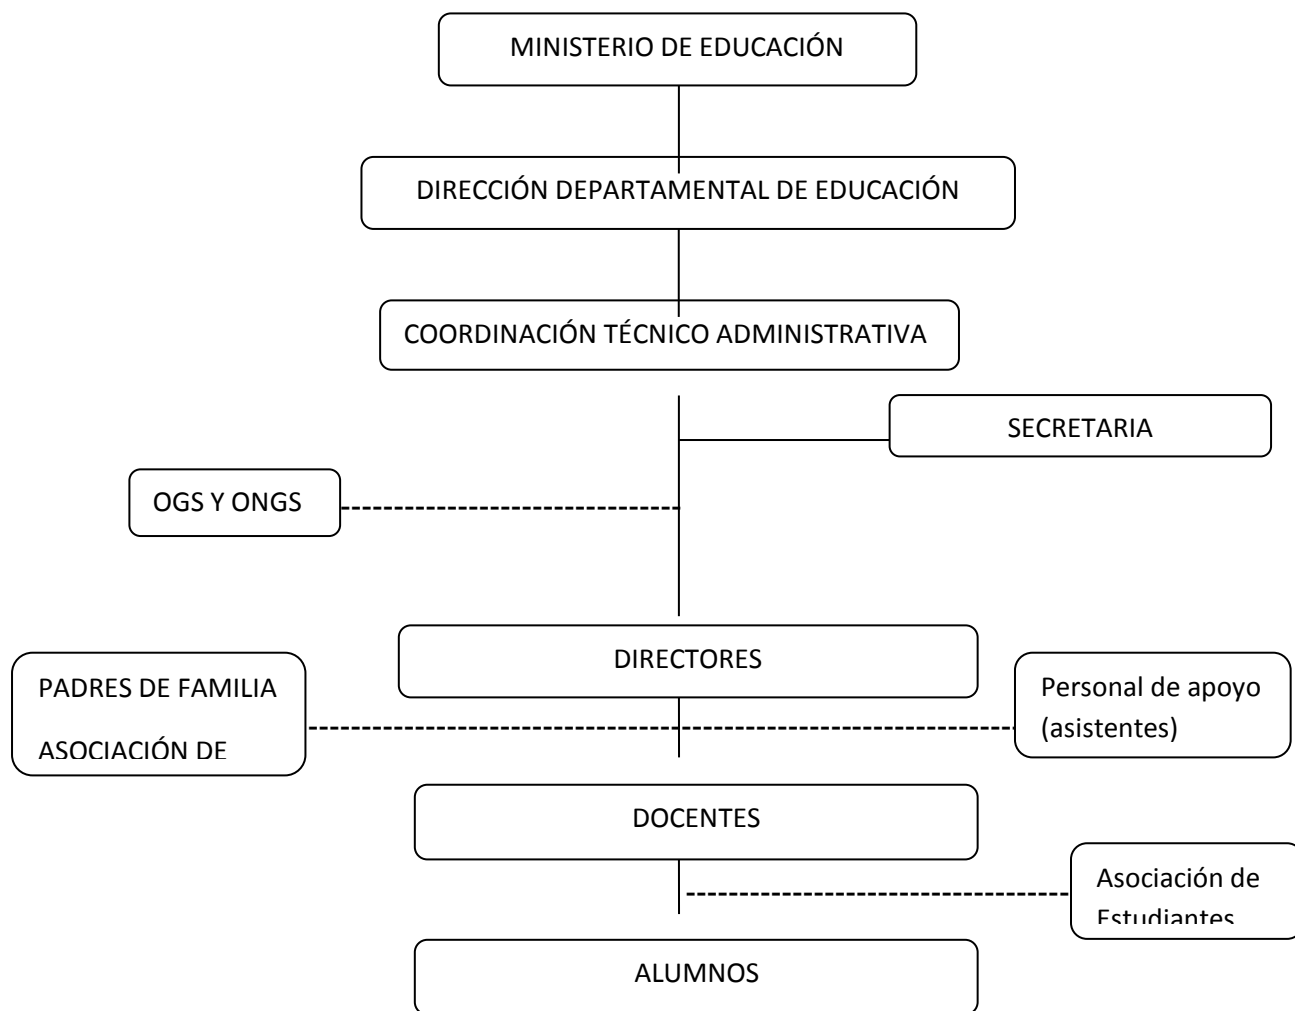 MINISTERIO DE EDUCACIÓN
DIRECCIÓN DEPARTAMENTAL DE EDUCACIÓN
COORDINACIÓN TÉCNICO ADMINISTRATIVA
SECRETARIA
OGS Y ONGS
DIRECTORES
PADRES DE FAMILIA
ASOCIACIÓN DE
Personal de apoyo
(asistentes)
DOCENTES
Asociación de
Estudiantes
ALUMNOS